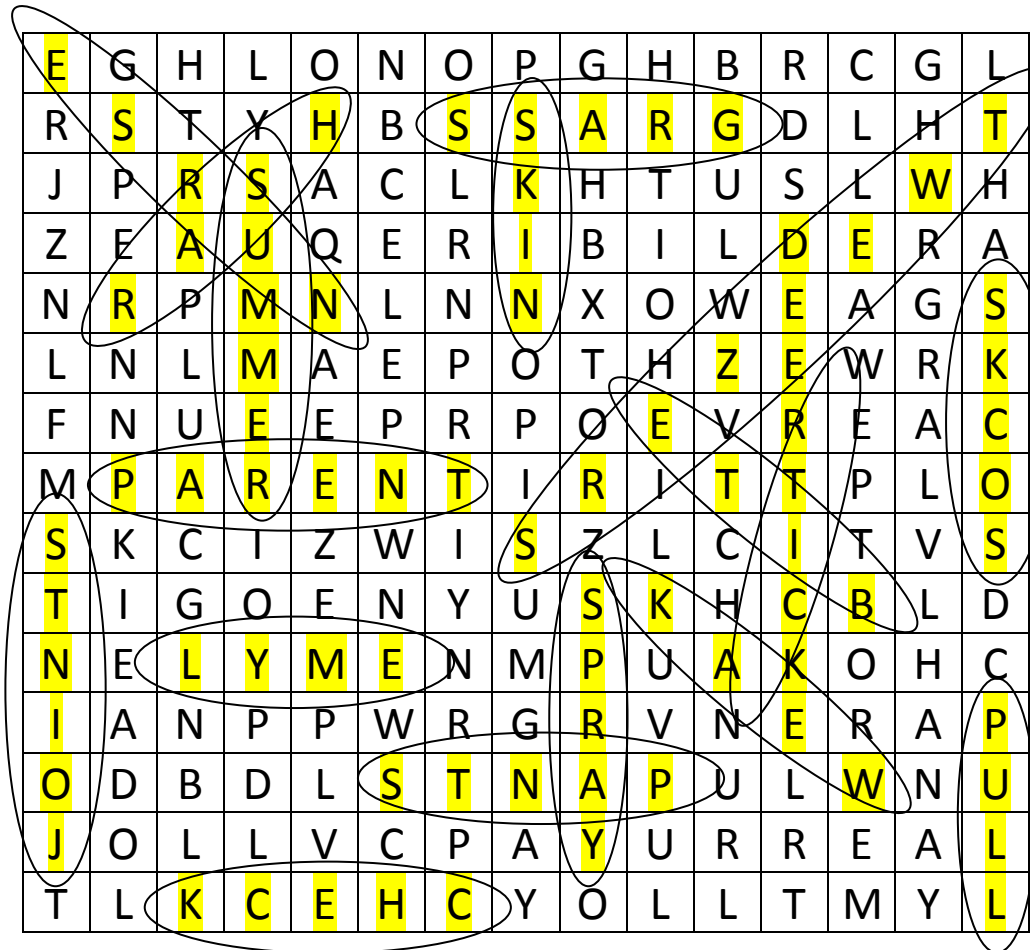 E G H L O N O P G H B R C G L
R S T Y H B S S A R G D L H T
J P R S A C L K H T U S L W H
Z E A U Q E R I B I L D E R A
N R P M N L N N X O W E A G S
L N L M A E P O T H Z E W R K
F N U E E P R P O E V R E A C
M P A R E N T I R I T T P L O
S K C I Z W I S Z L C I T V S
T I G O E N Y U S K H C B L D
N E L Y M E N M P U A K O H C
I A N P P W R G R V N E R A P
O D B D L S T N A P U L W N U
J O L L V C P A Y U R R E A L
T L K C E H C Y O L L T M Y L